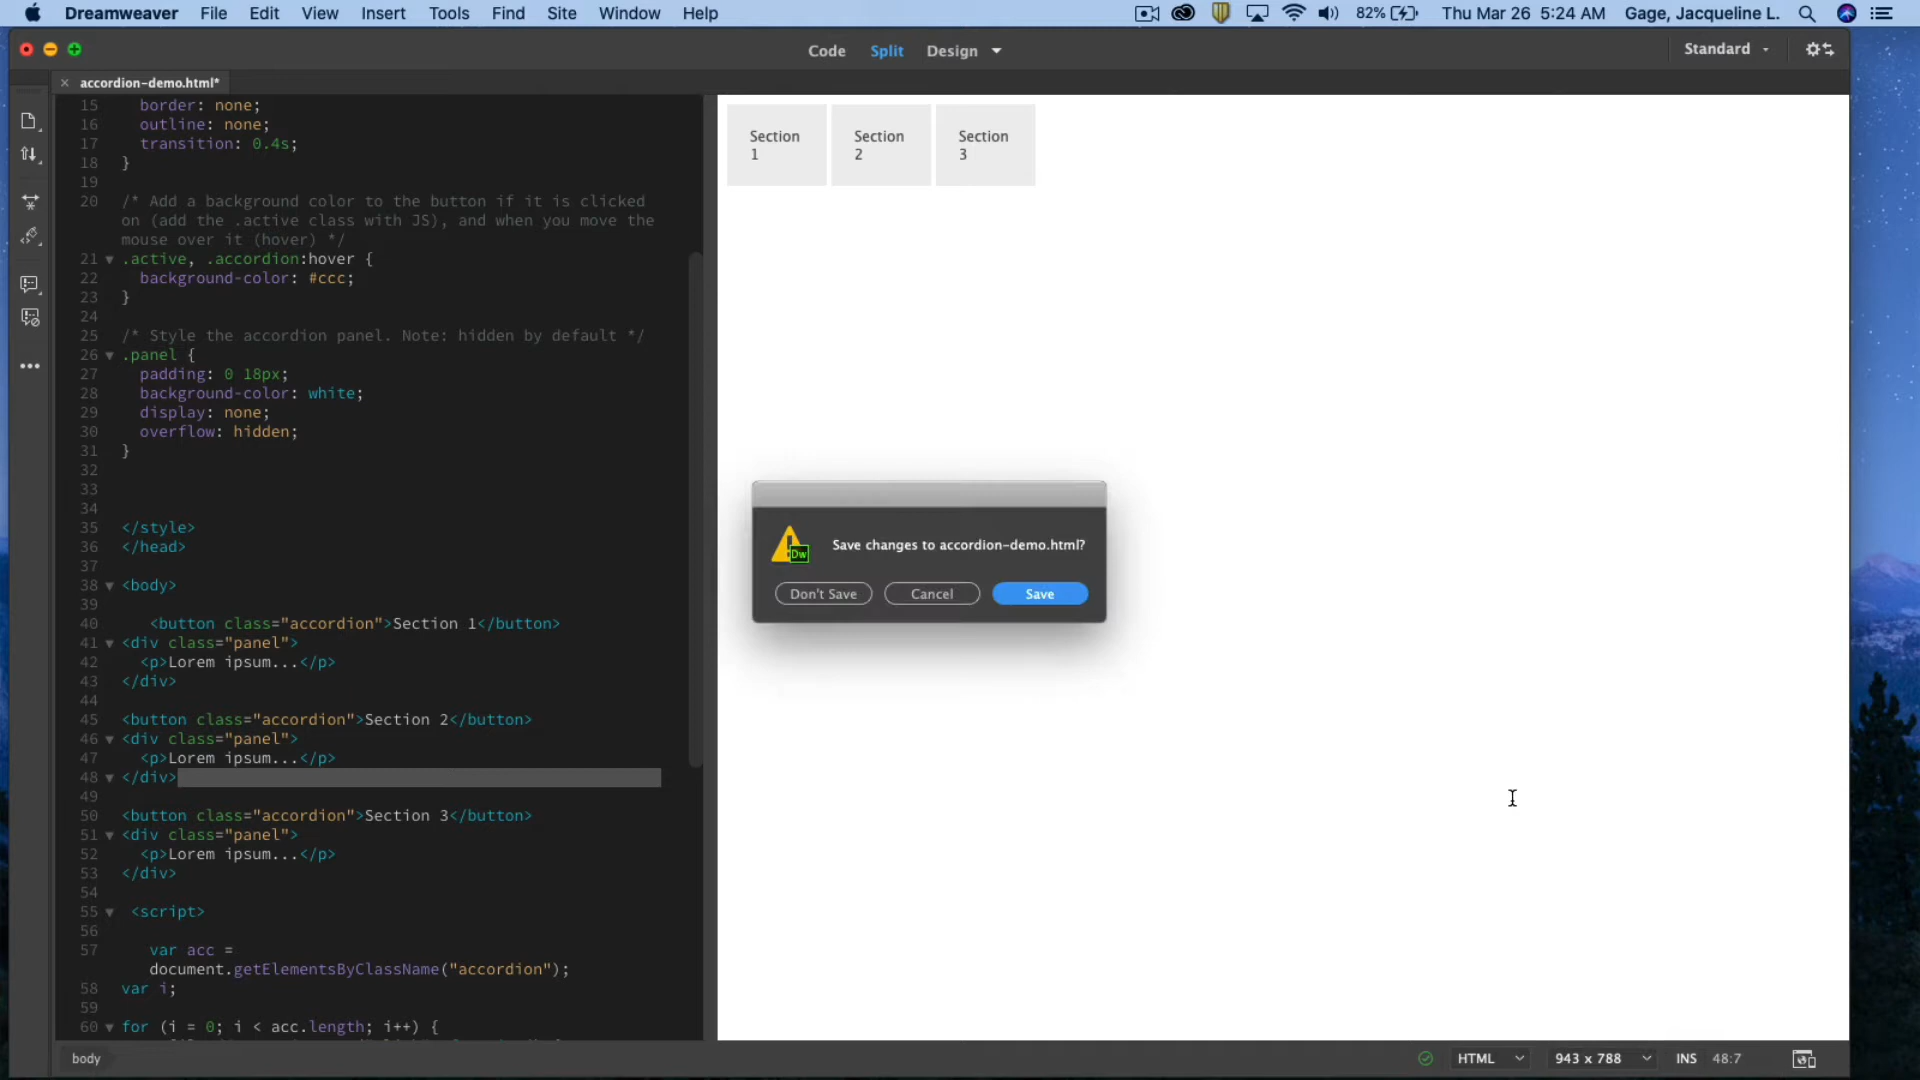 Dreamweaver File Edit View Insert Tools Find Site Window Help 82% Thu Mar 26 5:24 AM Gage, Jacqueline L.
Code Split Design Standard
accordion-demo.html*
15 border: none;
16 outline: none;
17 transition: 0.4s;
18 }
19
20 /* Add a background color to the button if it is clicked
on (add the .active class with JS), and when you move the
mouse over it (hover) */
21 .active, .accordion:hover {
22 background-color: #ccc;
23 }
24
25 /* Style the accordion panel. Note: hidden by default */
26 .panel {
27 padding: 0 18px;
28 background-color: white;
29 display: none;
30 overflow: hidden;
31 }
32
33
34
35 </style>
36 </head>
37
38 <body>
39
40 <button class="accordion">Section 1</button>
41 <div class="panel">
42 <p>Lorem ipsum...</p>
43 </div>
44
45 <button class="accordion">Section 2</button>
46 <div class="panel">
47 <p>Lorem ipsum...</p>
48 </div>
49
50 <button class="accordion">Section 3</button>
51 <div class="panel">
52 <p>Lorem ipsum...</p>
53 </div>
54
55 <script>
56
57 var acc =
document.getElementsByClassName("accordion");
58 var i;
59
60 for (i = 0; i < acc.length; i++) {
Section
1
Section
2
Section
3
Dw
Save changes to accordion-demo.html?
Don't Save Cancel Save
body HTML 943 x 788 INS 48:7